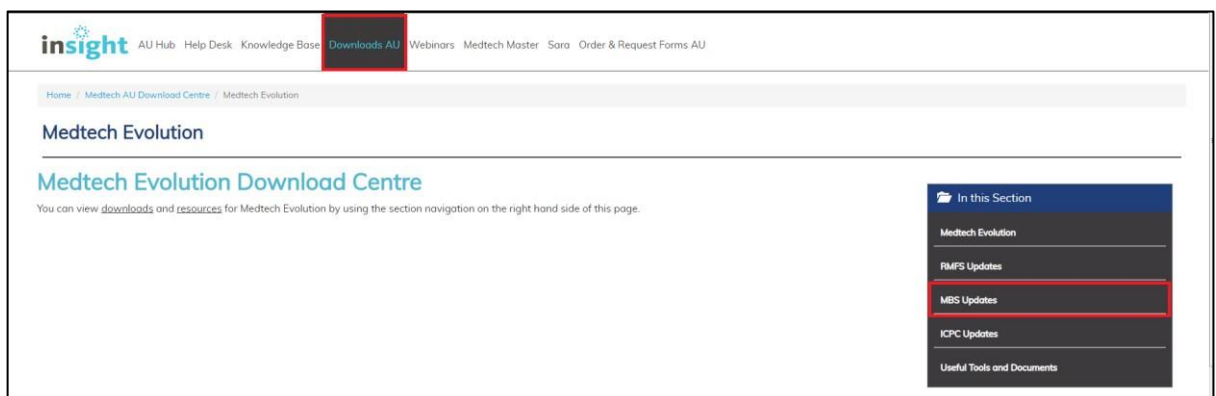 insight AU Hub Help Desk Knowledge Base Downloads AU Webinars Medtech Master Sara Order & Request Forms AU
Home / Medtech AU Download Centre / Medtech Evolution
Medtech Evolution
Medtech Evolution Download Centre
You can view downloads and resources for Medtech Evolution by using the section navigation on the right hand side of this page.
In this Section
Medtech Evolution
RMFS Updates
MBS Updates
ICPC Updates
Useful Tools and Documents